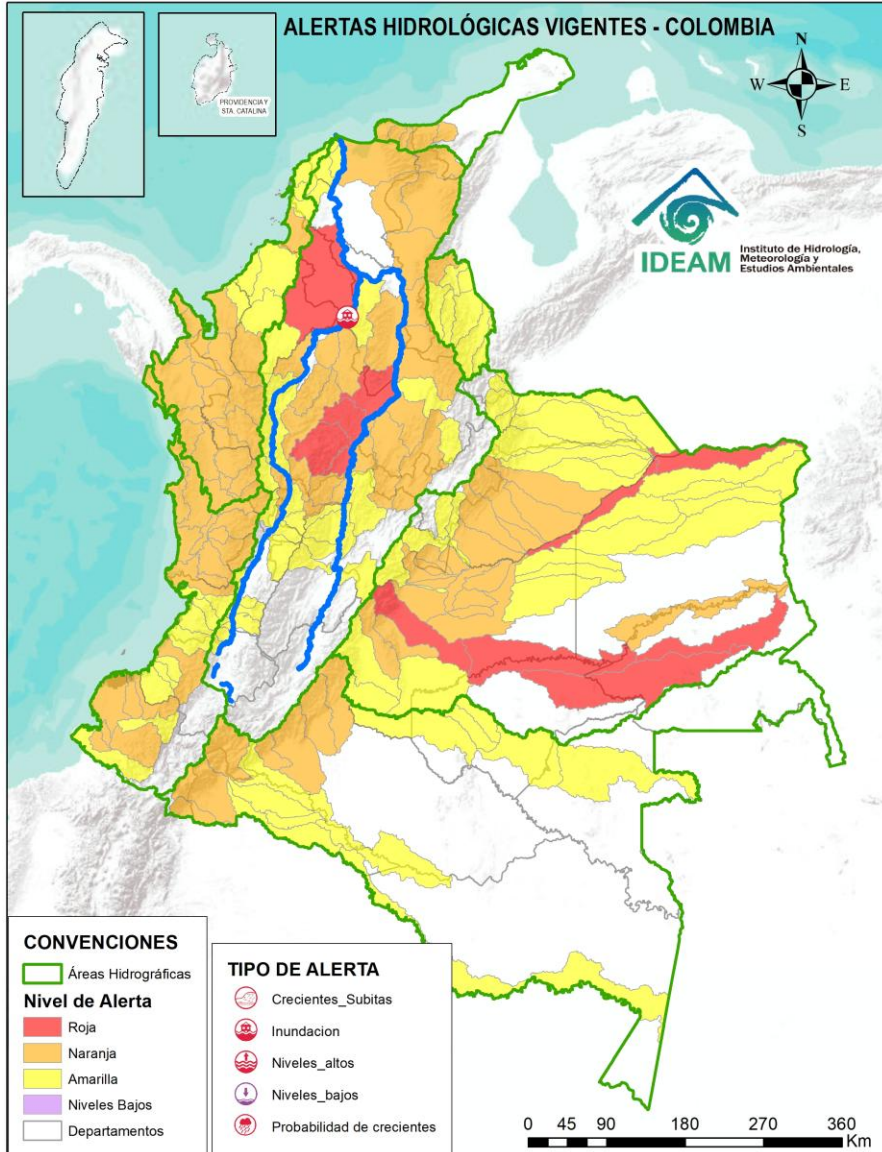 ALERTAS HIDROLÓGICAS VIGENTES - COLOMBIA
PROVIDENCIA Y
STA. CATALINA
N
W
E
S
IDEAM
Instituto de Hidrología,
Meteorología y
Estudios Ambientales
CONVENCIONES
Áreas Hidrográficas
Nivel de Alerta
Roja
Naranja
Amarilla
Niveles Bajos
Departamentos
TIPO DE ALERTA
Crecientes_Subitas
Inundacion
Niveles_altos
Niveles_bajos
Probabilidad de crecientes
0 45 90 180 270 360
Km